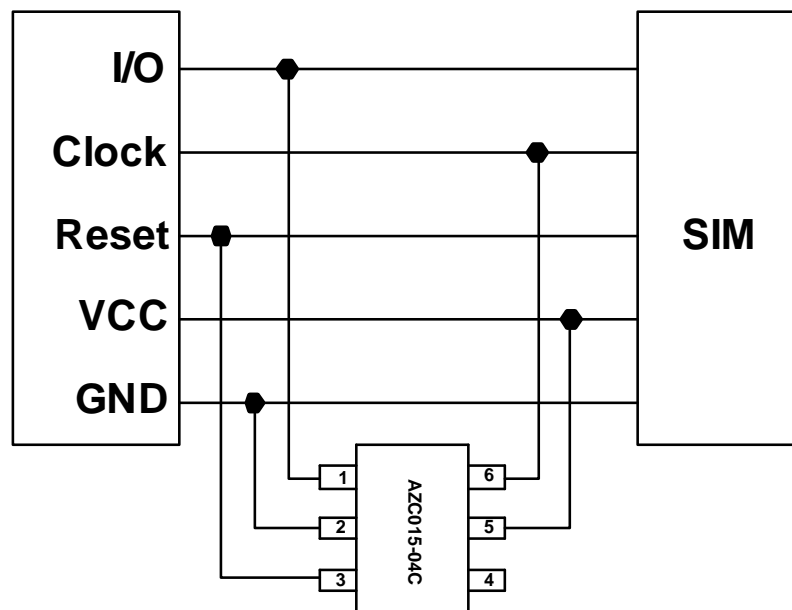 I/O
Clock
Reset
VCC
GND
SIM
AZC015-04C
1
2
3
6
5
4